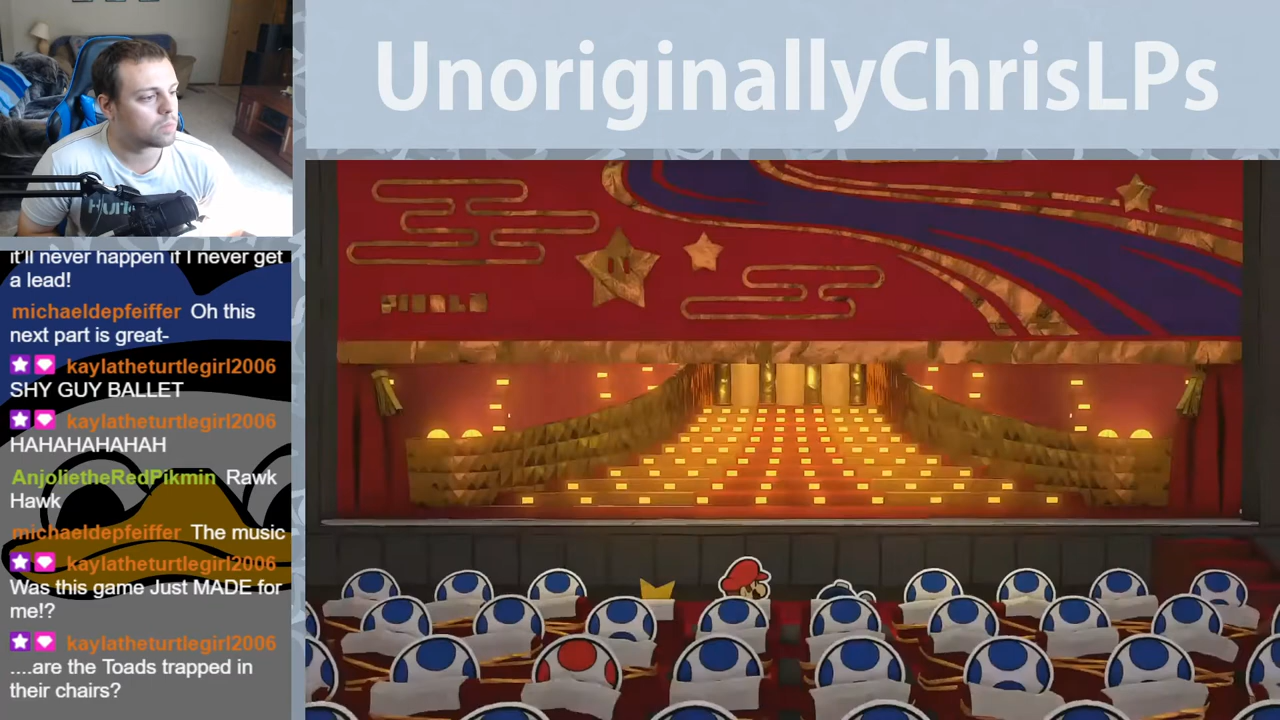 UnoriginallyChrisLPs
it'll never happen if I never get
a lead!
michaeldepfeiffer Oh this
next part is great-
kaylatheturtlegirl2006
SHY GUY BALLET
kaylatheturtlegirl2006
HAHAHAHAHAH
AnjolietheRedPikmin Rawk
Hawk
michaeldepfeiffer The music
kaylatheturtlegirl2006
Was this game Just MADE for
me!?
kaylatheturtlegirl2006
....are the Toads trapped in
their chairs?